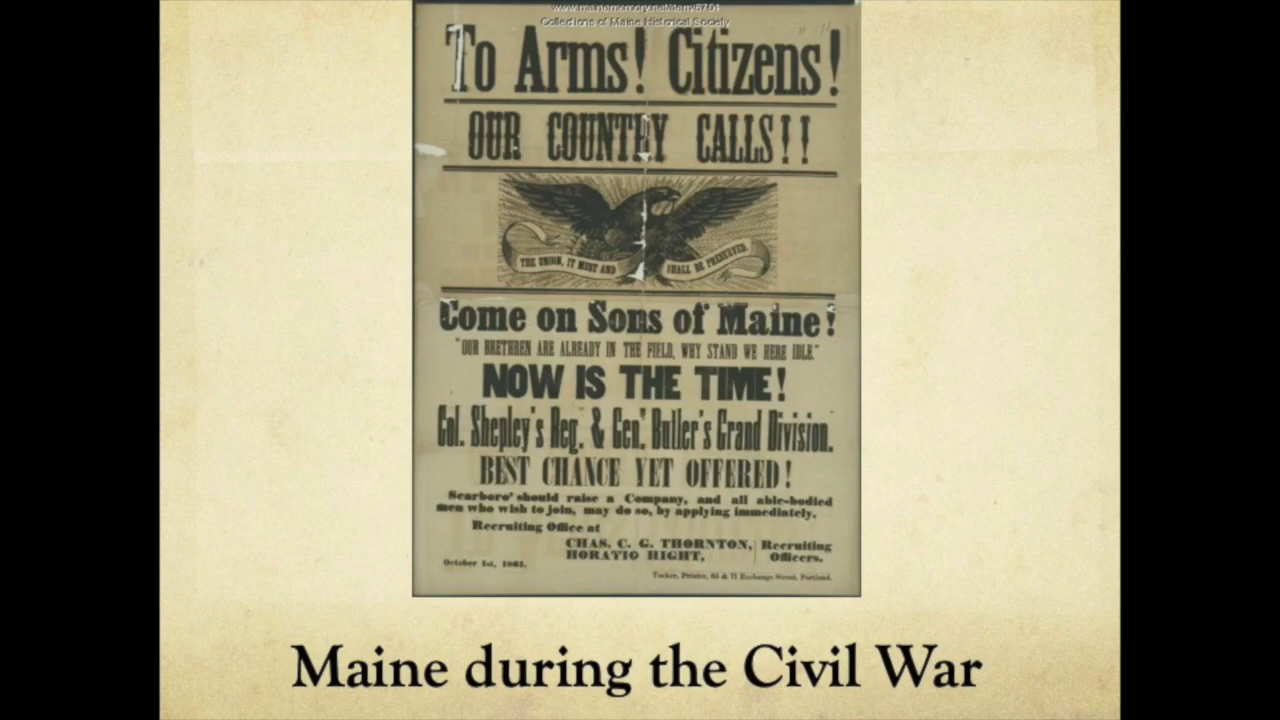 www.mainememory.net/item/8761
Collections of Maine Historical Society
To Arms! Citizens!
OUR COUNTRY CALLS!!
THE UNION, IT MUST AND SHALL BE PRESERVED.
Come on Sons of Maine!
"OUR BRETHREN ARE ALREADY IN THE FIELD, WHY STAND WE HERE IDLE."
NOW IS THE TIME!
Col. Shepley's Reg. & Gen. Butler's Grand Division.
BEST CHANCE YET OFFERED!
Scarboro' should raise a Company, and all able-bodied
men who wish to join, may do so, by applying immediately.
Recruiting Office at
CHAS. C. G. THORNTON, Recruiting
HORATIO HIGHT, Officers.
October 1st, 1861.
Tucker, Printer, & 71 Exchange Street, Portland.
Maine during the Civil War